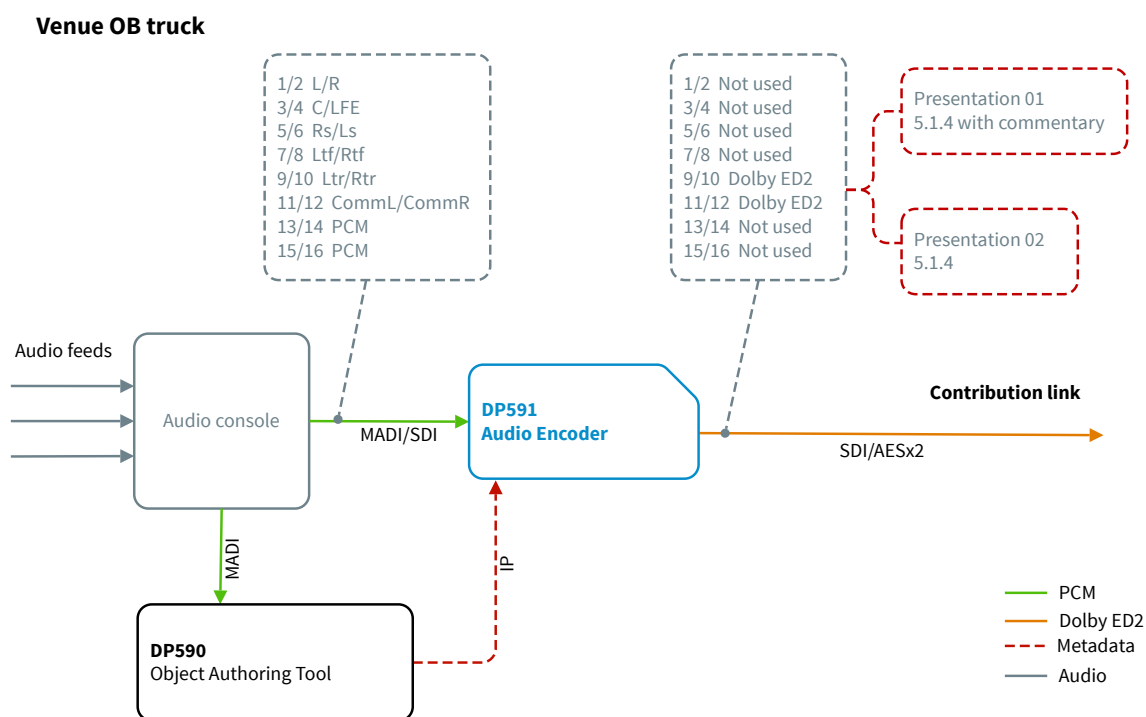 Venue OB truck
1/2 L/R
3/4 C/LFE
5/6 Rs/Ls
7/8 Ltf/Rtf
9/10 Ltr/Rtr
11/12 CommL/CommR
13/14 PCM
15/16 PCM
1/2 Not used
3/4 Not used
5/6 Not used
7/8 Not used
9/10 Dolby ED2
11/12 Dolby ED2
13/14 Not used
15/16 Not used
Presentation 01
5.1.4 with commentary
Presentation 02
5.1.4
Audio feeds
Audio console
MADI/SDI
DP591
Audio Encoder
Contribution link
SDI/AESx2
MADI
IP
DP590
Object Authoring Tool
PCM
Dolby ED2
Metadata
Audio